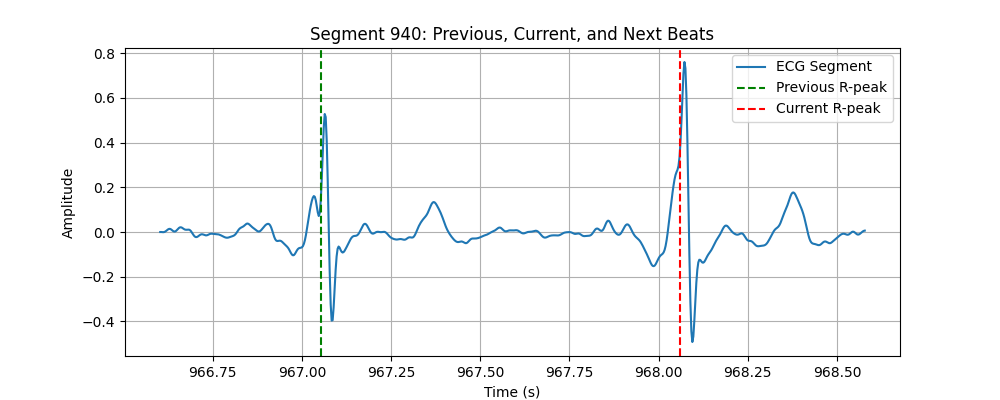 Segment 940: Previous, Current, and Next Beats
ECG Segment
Previous R-peak
Current R-peak
0.8
0.6
0.4
0.2
0.0
−0.2
−0.4
Amplitude
966.75 967.00 967.25 967.50 967.75 968.00 968.25 968.50
Time (s)